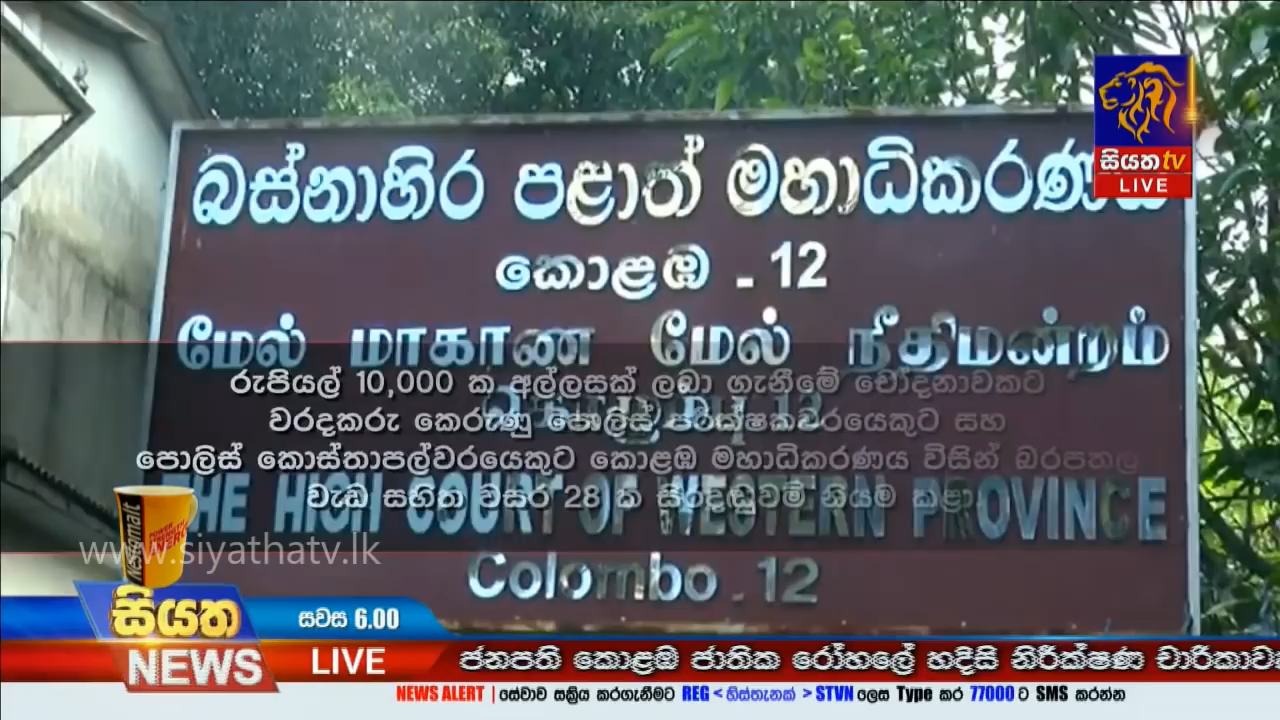 බස්නාහිර පළාත් මහාධිකරණය
සියත tv
LIVE
කොළඹ - 12
மேல் மாகாண மேல் நீதிமன்றம்
රුපියල් 10,000 ක අල්ලසක් ලබා ගැනීමේ චෝදනාවකට
වරදකරු කෙරුණු පොලිස් පරීක්ෂකවරයෙකුට සහ
පොලිස් කොස්තාපල්වරයෙකුට කොළඹ මහාධිකරණය විසින් බරපතල
වැඩ සහිත වසර 28 ක සිරදඬුවම් නියම කළා
THE HIGH COURT OF WESTERN PROVINCE
Colombo . 12
www.siyathatv.lk
Nestomalt
සියත
NEWS
සවස 6.00
LIVE
ජනපති කොළඹ ජාතික රෝහලේ හදිසි නිරීක්ෂණ චාරිකාවක
NEWS ALERT | සේවාව සක්‍රිය කරගැනීමට REG < හිස්තැනක් > STVN ලෙස Type කර 77000 ට SMS කරන්න